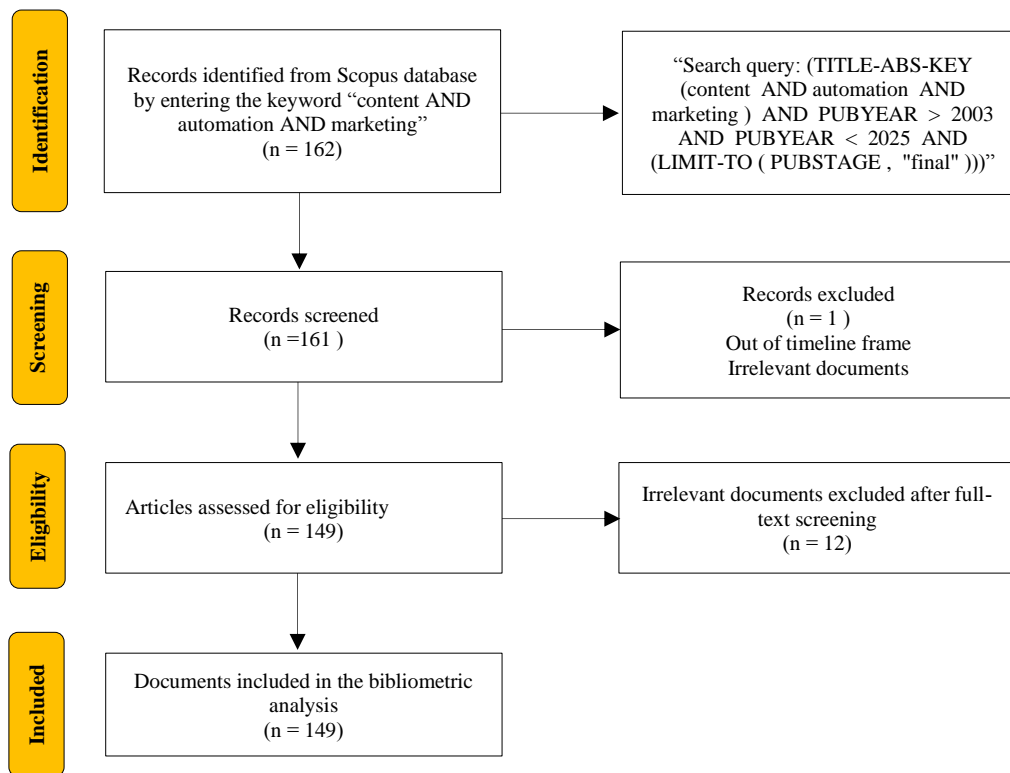 Identification
Records identified from Scopus database
by entering the keyword “content AND
automation AND marketing”
(n = 162)
“Search query: (TITLE-ABS-KEY
(content AND automation AND
marketing ) AND PUBYEAR > 2003
AND PUBYEAR < 2025 AND
(LIMIT-TO ( PUBSTAGE , "final" )))”
Screening
Records screened
(n =161 )
Records excluded
(n = 1 )
Out of timeline frame
Irrelevant documents
Eligibility
Articles assessed for eligibility
(n = 149)
Irrelevant documents excluded after full-
text screening
(n = 12)
Included
Documents included in the bibliometric
analysis
(n = 149)